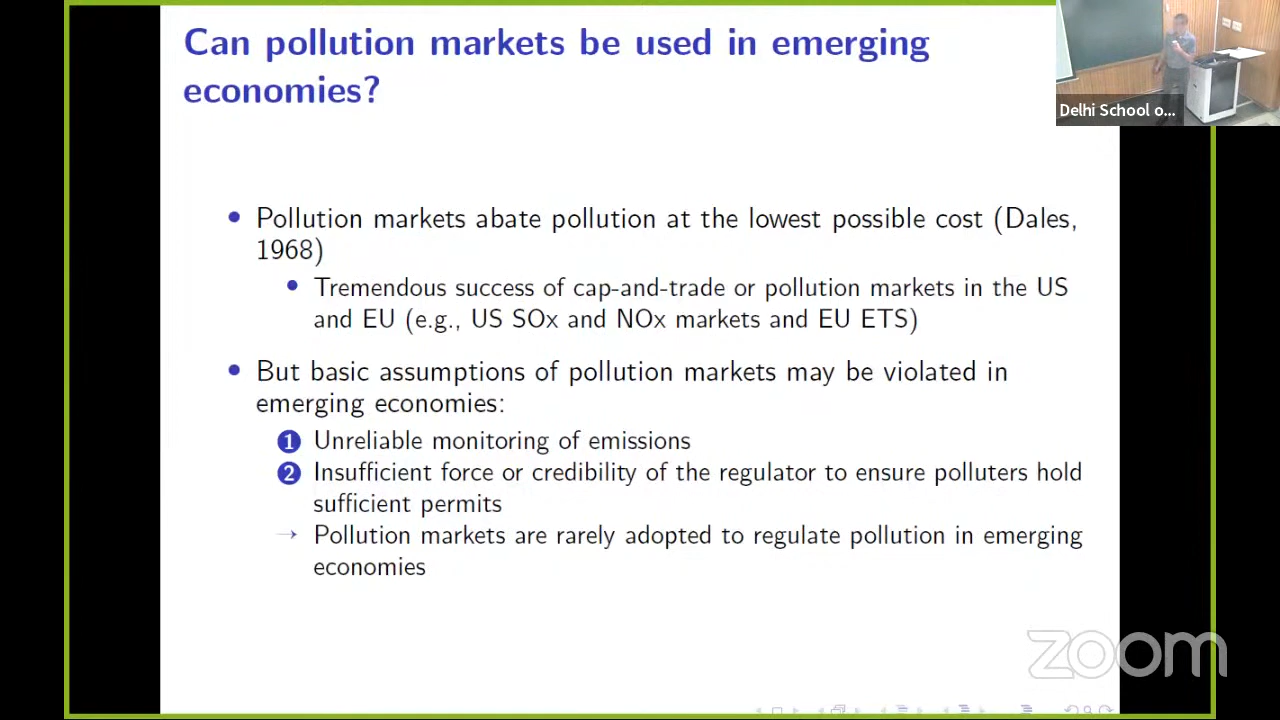 Can pollution markets be used in emerging
economies?
Delhi School o...
Pollution markets abate pollution at the lowest possible cost (Dales,
1968)
Tremendous success of cap-and-trade or pollution markets in the US
and EU (e.g., US SOx and NOx markets and EU ETS)
But basic assumptions of pollution markets may be violated in
emerging economies:
1 Unreliable monitoring of emissions
2 Insufficient force or credibility of the regulator to ensure polluters hold
sufficient permits
→ Pollution markets are rarely adopted to regulate pollution in emerging
economies
zoom